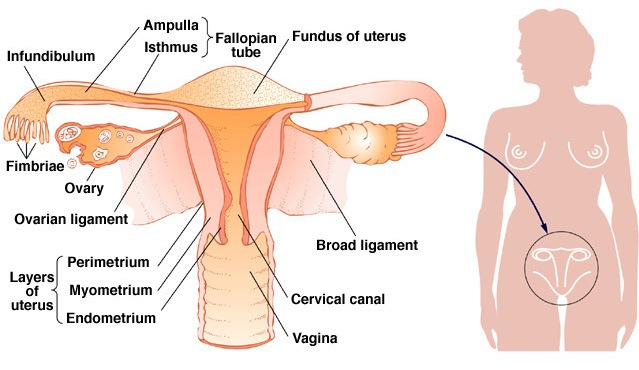 Ampulla
Isthmus
Fallopian
tube
Fundus of uterus
Infundibulum
Fimbriae
Ovary
Ovarian ligament
Broad ligament
Layers
of
uterus
Perimetrium
Myometrium
Endometrium
Cervical canal
Vagina